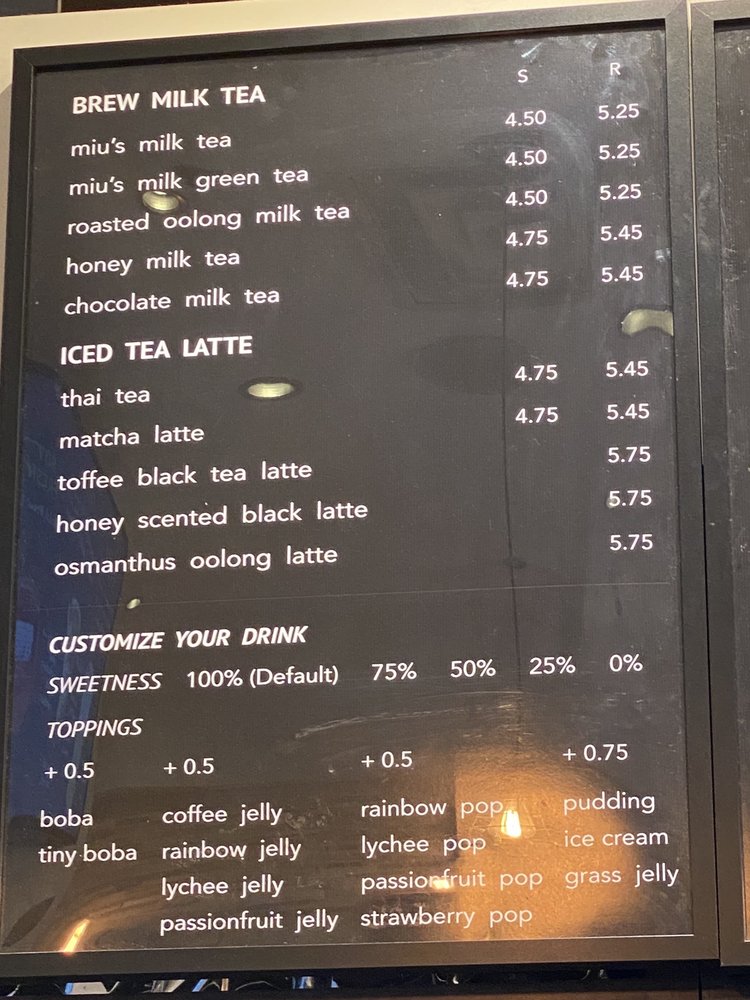 S R
BREW MILK TEA
miu's milk tea 4.50 5.25
miu's milk green tea 4.50 5.25
roasted oolong milk tea 4.50 5.25
honey milk tea 4.75 5.45
chocolate milk tea 4.75 5.45
ICED TEA LATTE
thai tea 4.75 5.45
matcha latte 4.75 5.45
toffee black tea latte 5.75
honey scented black latte 5.75
osmanthus oolong latte 5.75
CUSTOMIZE YOUR DRINK
SWEETNESS 100% (Default) 75% 50% 25% 0%
TOPPINGS
+ 0.5 + 0.5 + 0.5 + 0.75
boba coffee jelly rainbow pop pudding
tiny boba rainbow jelly lychee pop ice cream
lychee jelly passionfruit pop grass jelly
passionfruit jelly strawberry pop